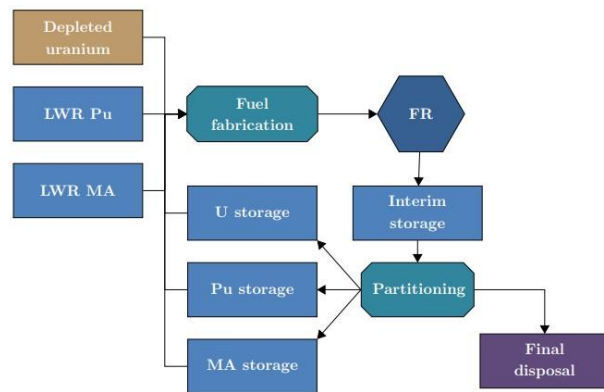 Depleted
uranium
LWR Pu
LWR MA
Fuel
fabrication
FR
U storage
Interim
storage
Pu storage
Partitioning
MA storage
Final
disposal